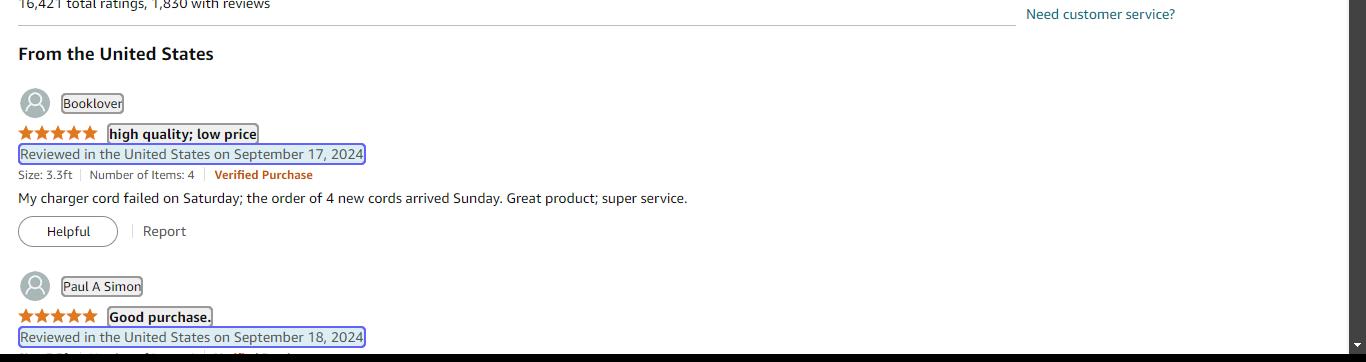 16,421 total ratings, 1,830 with reviews
Need customer service?
From the United States
Booklover
high quality; low price
Reviewed in the United States on September 17, 2024
Size: 3.3ft | Number of Items: 4 | Verified Purchase
My charger cord failed on Saturday; the order of 4 new cords arrived Sunday. Great product; super service.
Helpful | Report
Paul A Simon
Good purchase.
Reviewed in the United States on September 18, 2024